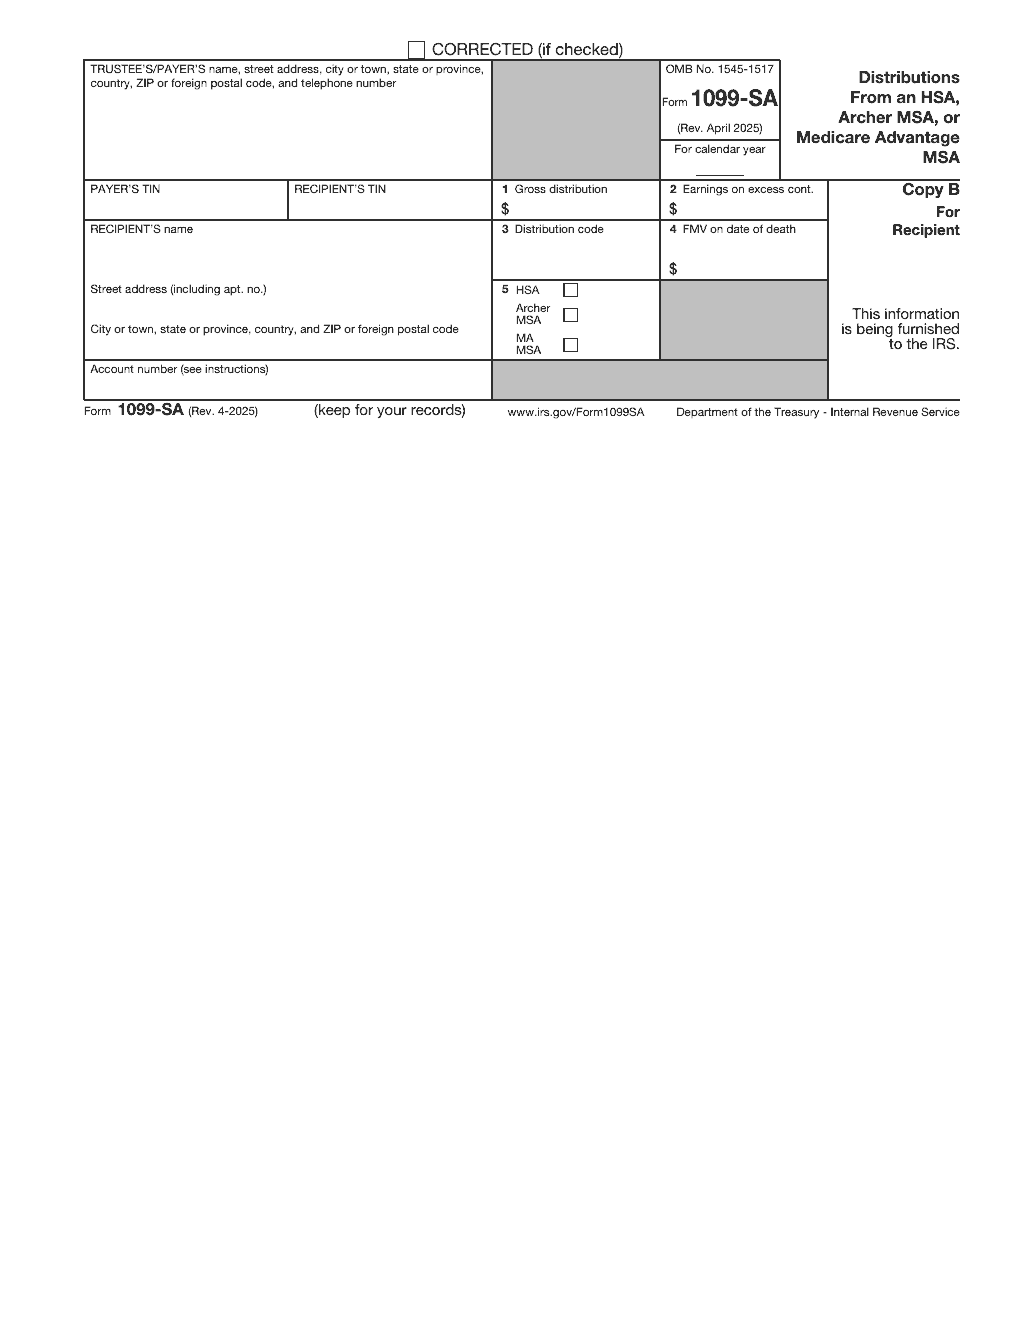 CORRECTED (if checked)
TRUSTEE'S/PAYER'S name, street address, city or town, state or province,
country, ZIP or foreign postal code, and telephone number
OMB No. 1545-1517
Form 1099-SA
(Rev. April 2025)
For calendar year
Distributions
From an HSA,
Archer MSA, or
Medicare Advantage
MSA
PAYER'S TIN
RECIPIENT'S TIN
1 Gross distribution
$
2 Earnings on excess cont.
$
Copy B
For
Recipient
RECIPIENT'S name
3 Distribution code
4 FMV on date of death
$
Street address (including apt. no.)
5 HSA
Archer
MSA
MA
MSA
This information
is being furnished
to the IRS.
City or town, state or province, country, and ZIP or foreign postal code
Account number (see instructions)
Form 1099-SA (Rev. 4-2025)
(keep for your records)
www.irs.gov/Form1099SA
Department of the Treasury - Internal Revenue Service